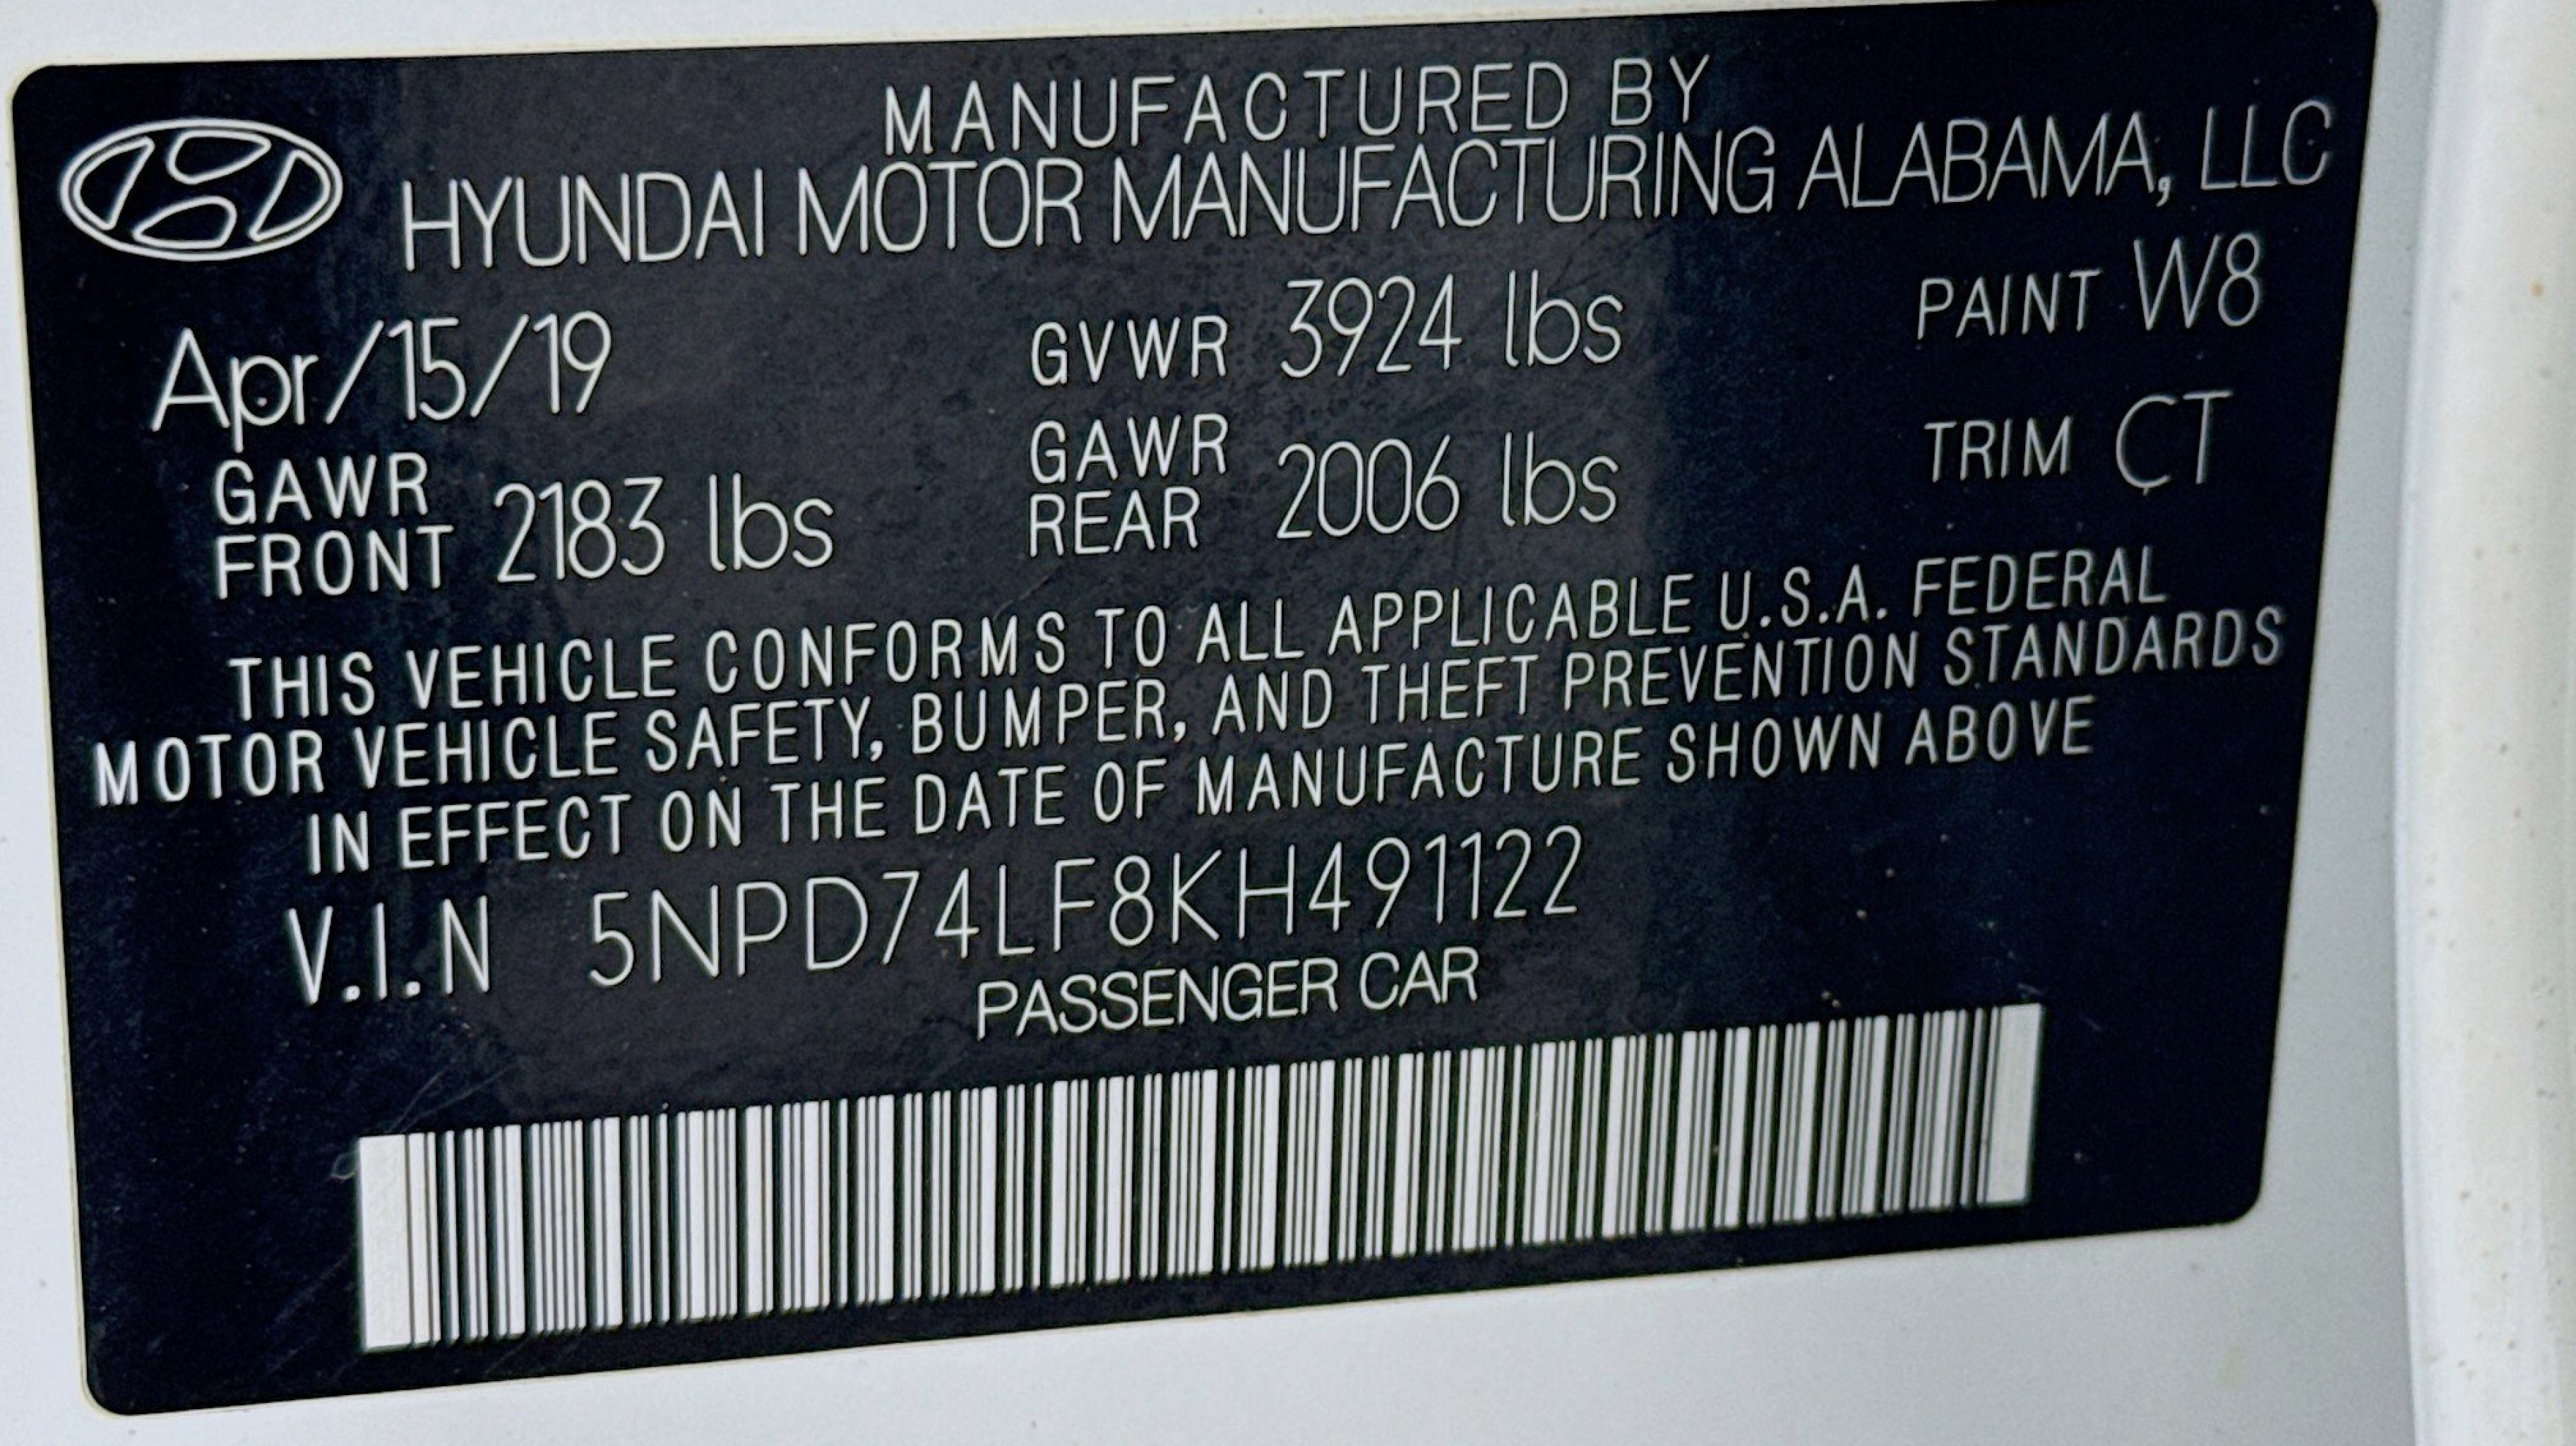 MANUFACTURED BY
HYUNDAI MOTOR MANUFACTURING ALABAMA, LLC
Apr/15/19 GVWR 3924 lbs PAINT W8
GAWR FRONT 2183 lbs GAWR REAR 2006 lbs TRIM CT
THIS VEHICLE CONFORMS TO ALL APPLICABLE U.S.A. FEDERAL
MOTOR VEHICLE SAFETY, BUMPER, AND THEFT PREVENTION STANDARDS
IN EFFECT ON THE DATE OF MANUFACTURE SHOWN ABOVE
V.I.N 5NPD74LF8KH491122
PASSENGER CAR